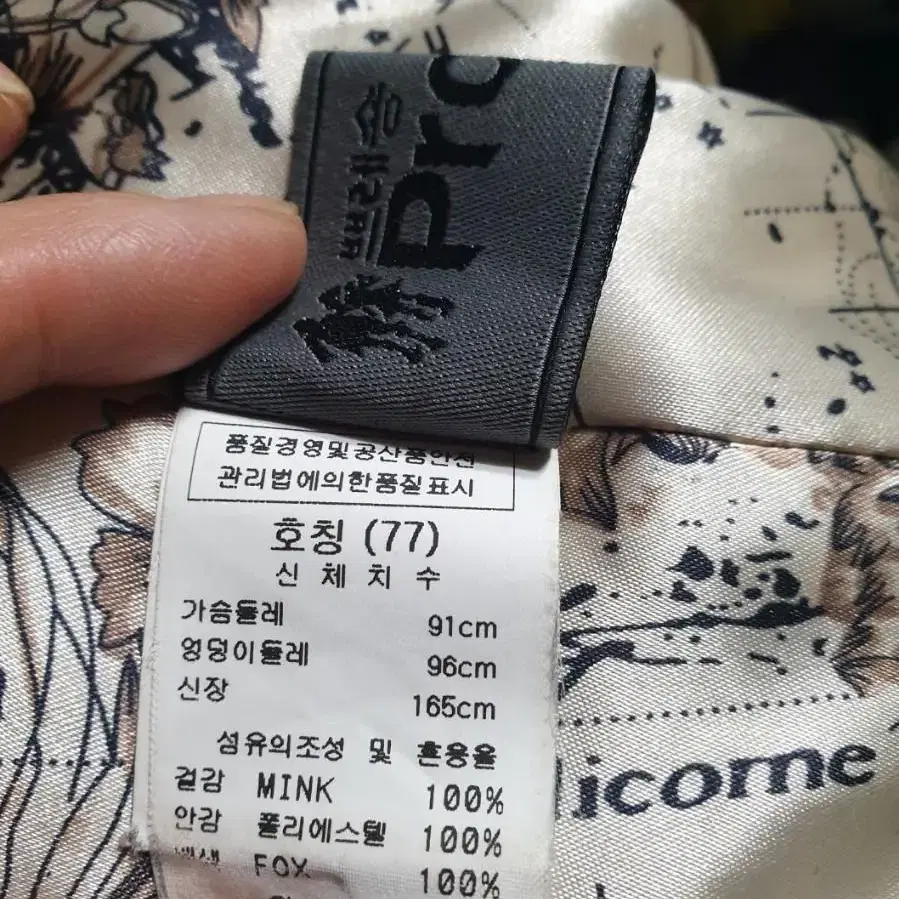 Pro
품질경영및공산품안전
관리법에의한품질표시
호칭 (77)
신 체 치 수
가슴둘레 91cm
엉덩이둘레 96cm
신장 165cm
섬유의조성 및 혼용율
겉감 MINK 100%
안감 폴리에스텔 100%
배색 FOX 100%
icorne